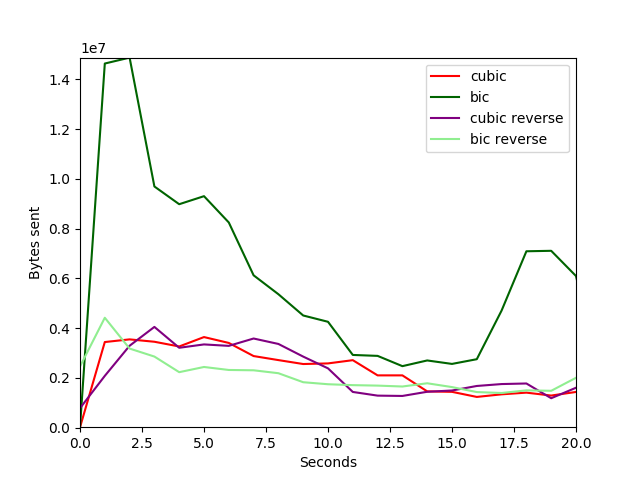 1e7
1.4
1.2
1.0
0.8
0.6
0.4
0.2
0.0
Bytes sent
cubic
bic
cubic reverse
bic reverse
0.0 2.5 5.0 7.5 10.0 12.5 15.0 17.5 20.0
Seconds